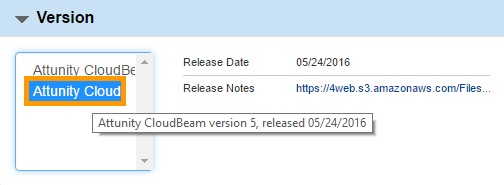 Version
Attunity CloudBe
Attunity Cloud
Release Date 05/24/2016
Release Notes https://4web.s3.amazonaws.com/Files...
Attunity CloudBeam version 5, released 05/24/2016